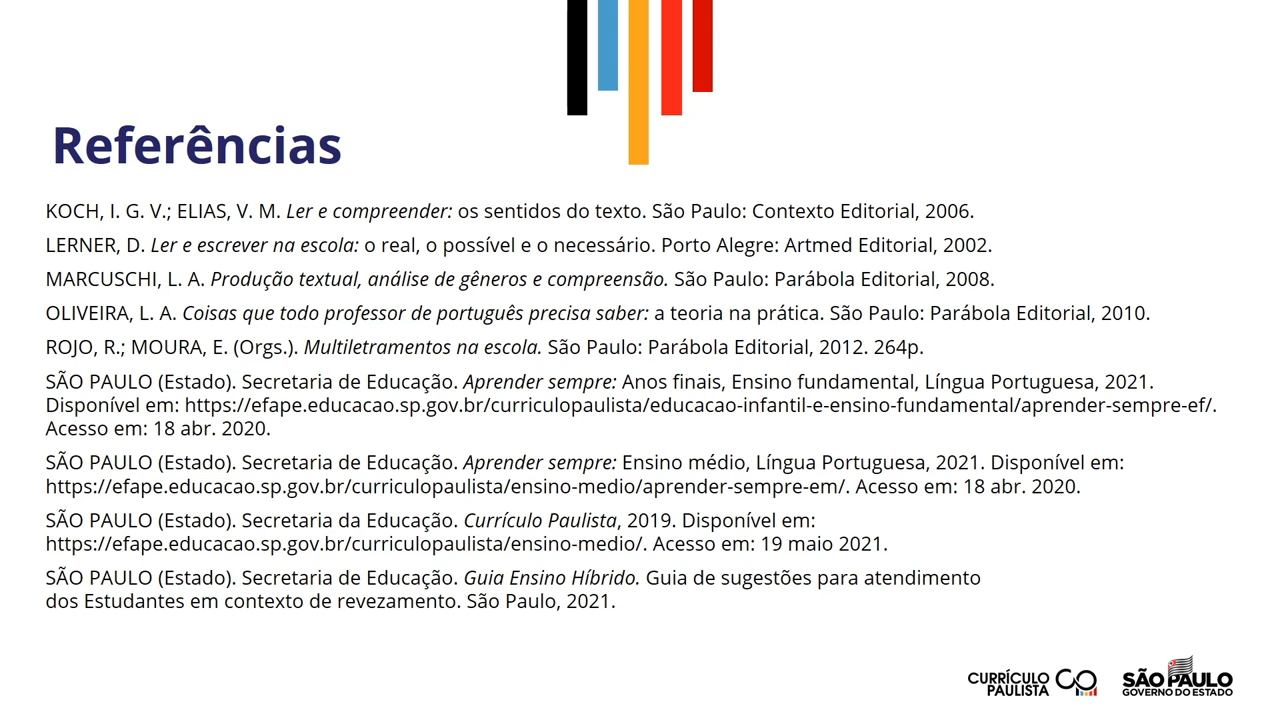 Referências
KOCH, I. G. V.; ELIAS, V. M. Ler e compreender: os sentidos do texto. São Paulo: Contexto Editorial, 2006.
LERNER, D. Ler e escrever na escola: o real, o possível e o necessário. Porto Alegre: Artmed Editorial, 2002.
MARCUSCHI, L. A. Produção textual, análise de gêneros e compreensão. São Paulo: Parábola Editorial, 2008.
OLIVEIRA, L. A. Coisas que todo professor de português precisa saber: a teoria na prática. São Paulo: Parábola Editorial, 2010.
ROJO, R.; MOURA, E. (Orgs.). Multiletramentos na escola. São Paulo: Parábola Editorial, 2012. 264p.
SÃO PAULO (Estado). Secretaria de Educação. Aprender sempre: Anos finais, Ensino fundamental, Língua Portuguesa, 2021.
Disponível em: https://efape.educacao.sp.gov.br/curriculopaulista/educacao-infantil-e-ensino-fundamental/aprender-sempre-ef/.
Acesso em: 18 abr. 2020.
SÃO PAULO (Estado). Secretaria de Educação. Aprender sempre: Ensino médio, Língua Portuguesa, 2021. Disponível em:
https://efape.educacao.sp.gov.br/curriculopaulista/ensino-medio/aprender-sempre-em/. Acesso em: 18 abr. 2020.
SÃO PAULO (Estado). Secretaria da Educação. Currículo Paulista, 2019. Disponível em:
https://efape.educacao.sp.gov.br/curriculopaulista/ensino-medio/. Acesso em: 19 maio 2021.
SÃO PAULO (Estado). Secretaria de Educação. Guia Ensino Híbrido. Guia de sugestões para atendimento
dos Estudantes em contexto de revezamento. São Paulo, 2021.
CURRÍCULO
PAULISTA
SÃO PAULO
GOVERNO DO ESTADO